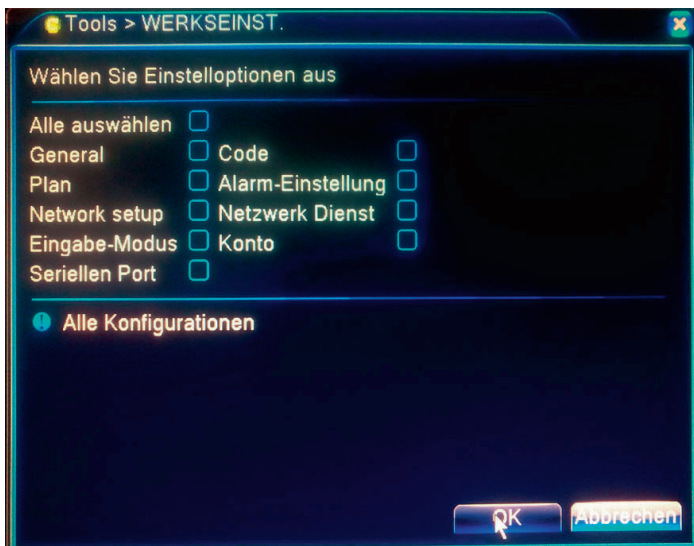 Tools > WERKSEINST.
Wählen Sie Einstelloptionen aus
Alle auswählen
General Code
Plan Alarm-Einstellung
Network setup Netzwerk Dienst
Eingabe-Modus Konto
Seriellen Port
Alle Konfigurationen
OK Abbrechen